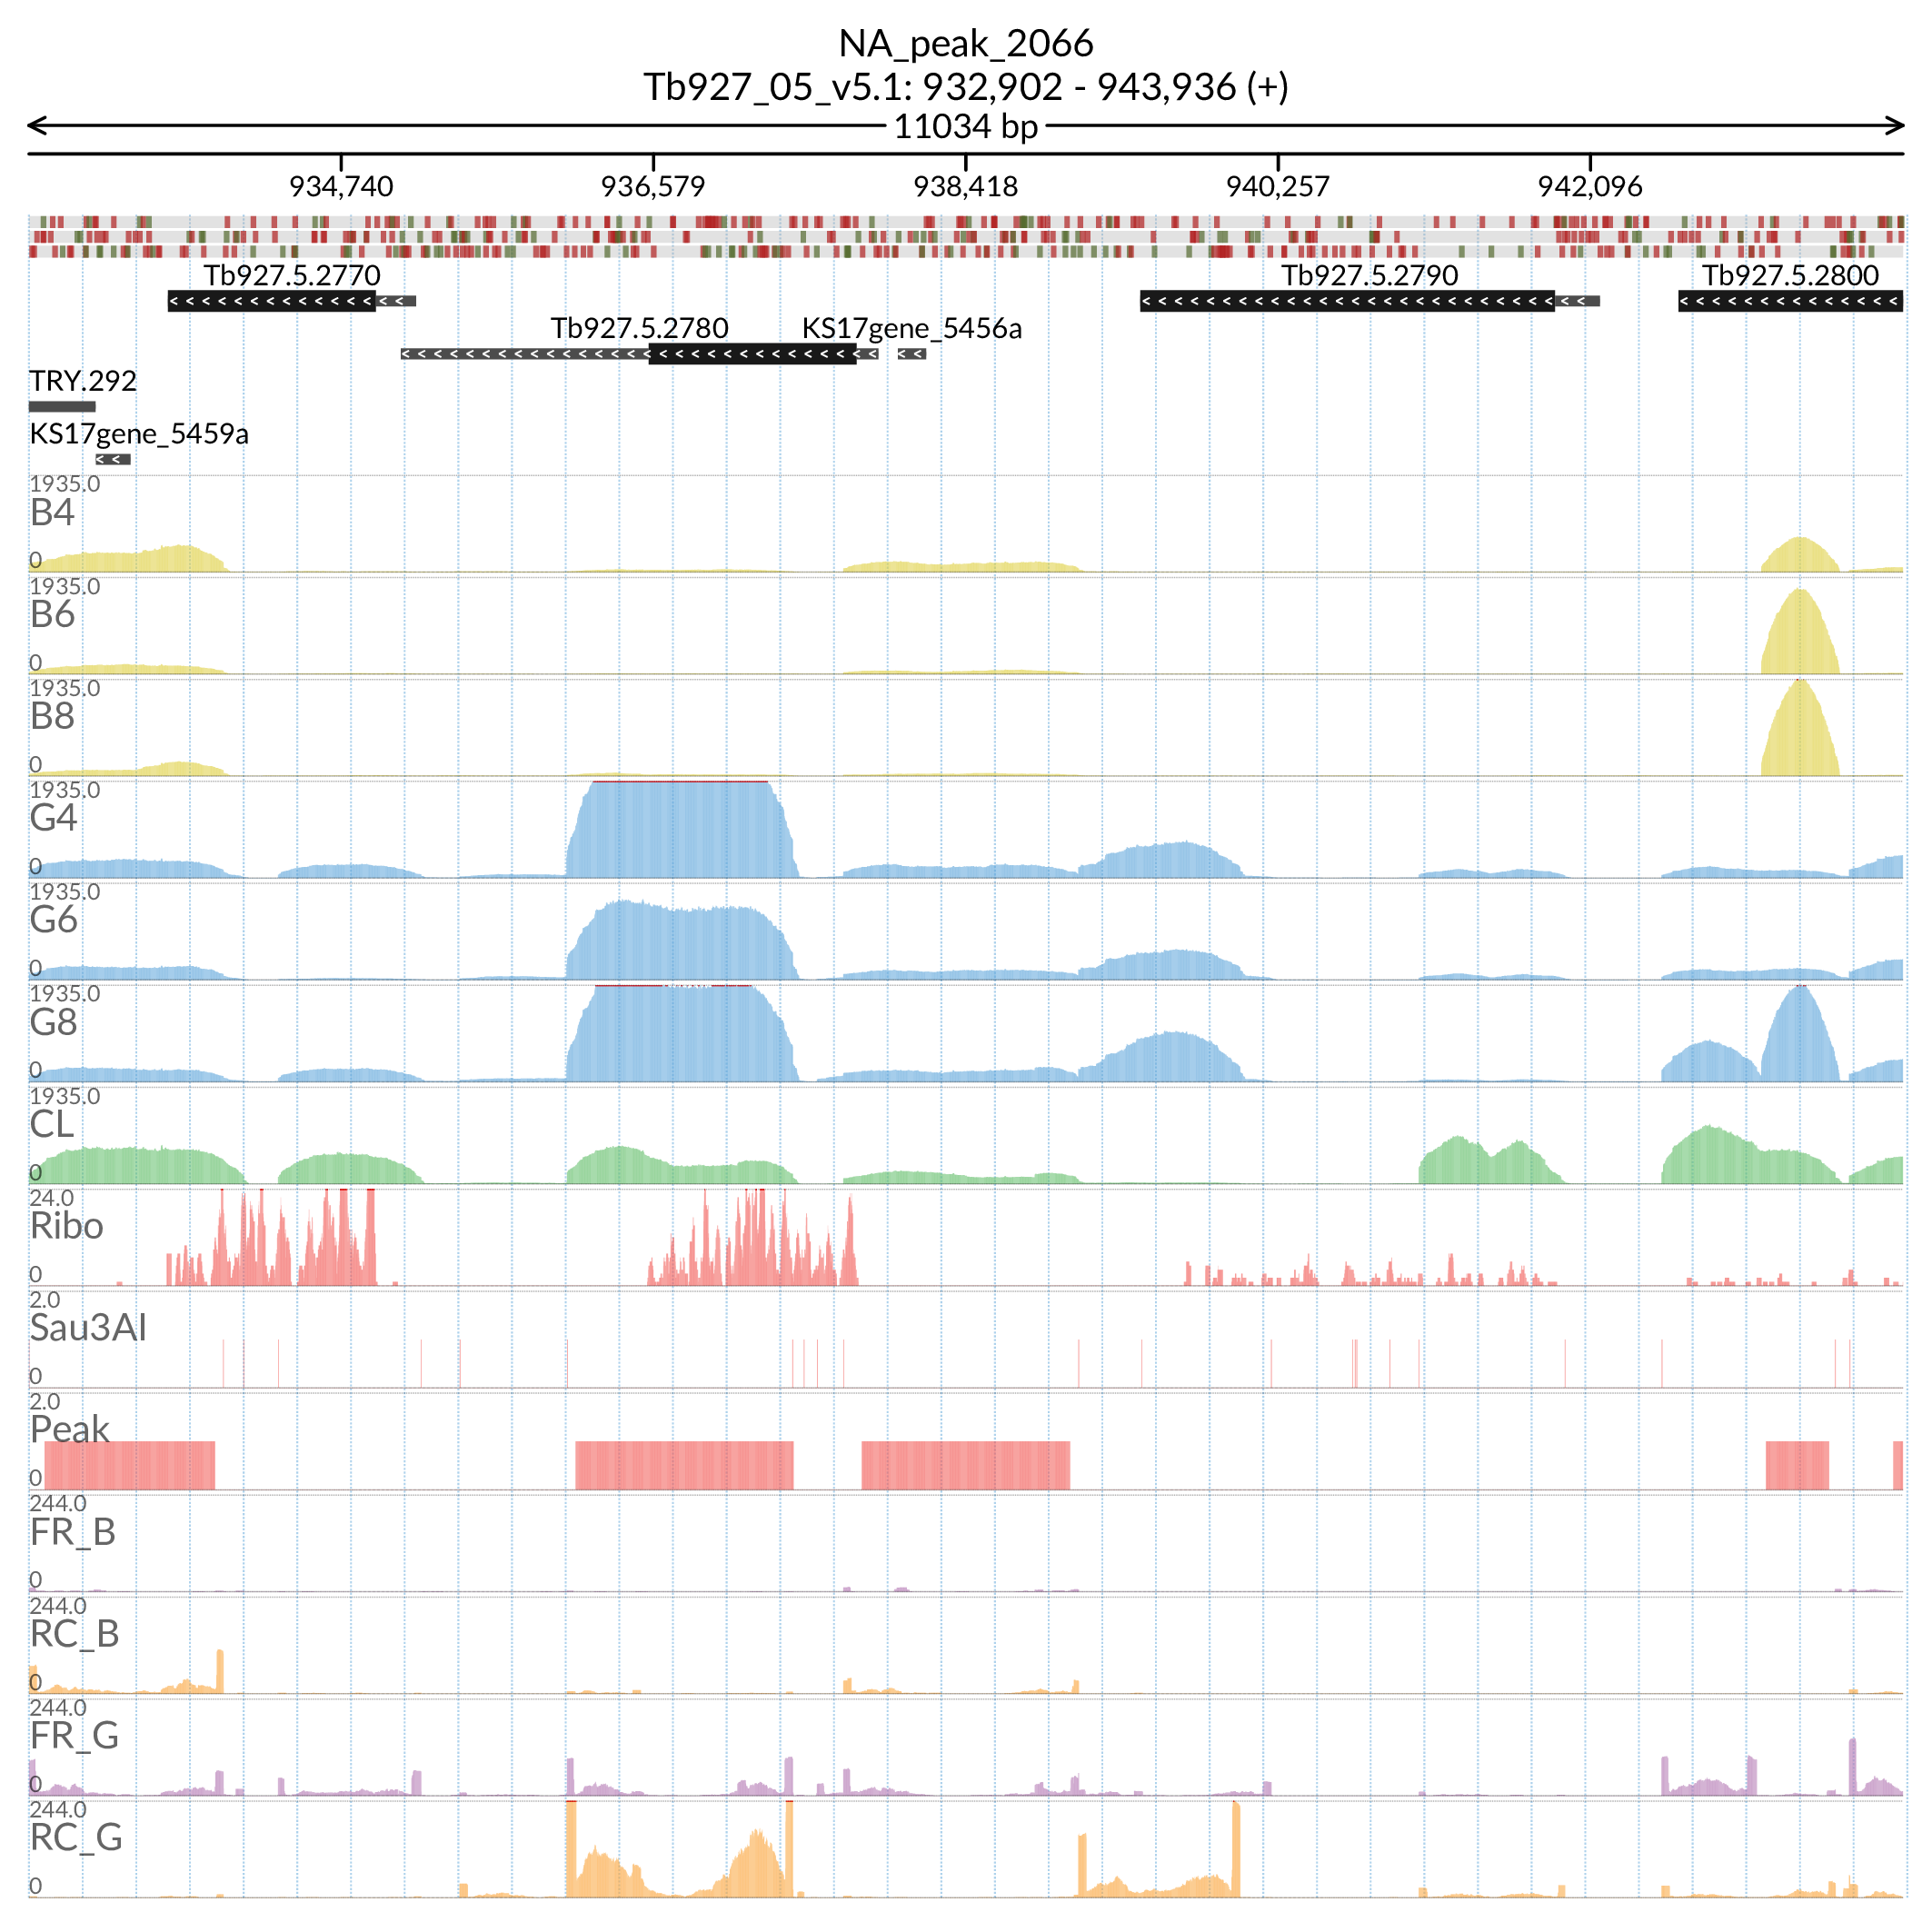 NA_peak_2066
Tb927_05_v5.1: 932,902 - 943,936 (+)
11034 bp
934,740 936,579 938,418 940,257 942,096
Tb927.5.2770 Tb927.5.2790 Tb927.5.2800
Tb927.5.2780 KS17gene_5456a
TRY.292
KS17gene_5459a
1935.0
B4
0
1935.0
B6
0
1935.0
B8
0
1935.0
G4
0
1935.0
G6
0
1935.0
G8
0
1935.0
CL
0
24.0
Ribo
0
2.0
Sau3AI
0
2.0
Peak
0
244.0
FR_B
0
244.0
RC_B
0
244.0
FR_G
0
244.0
RC_G
0